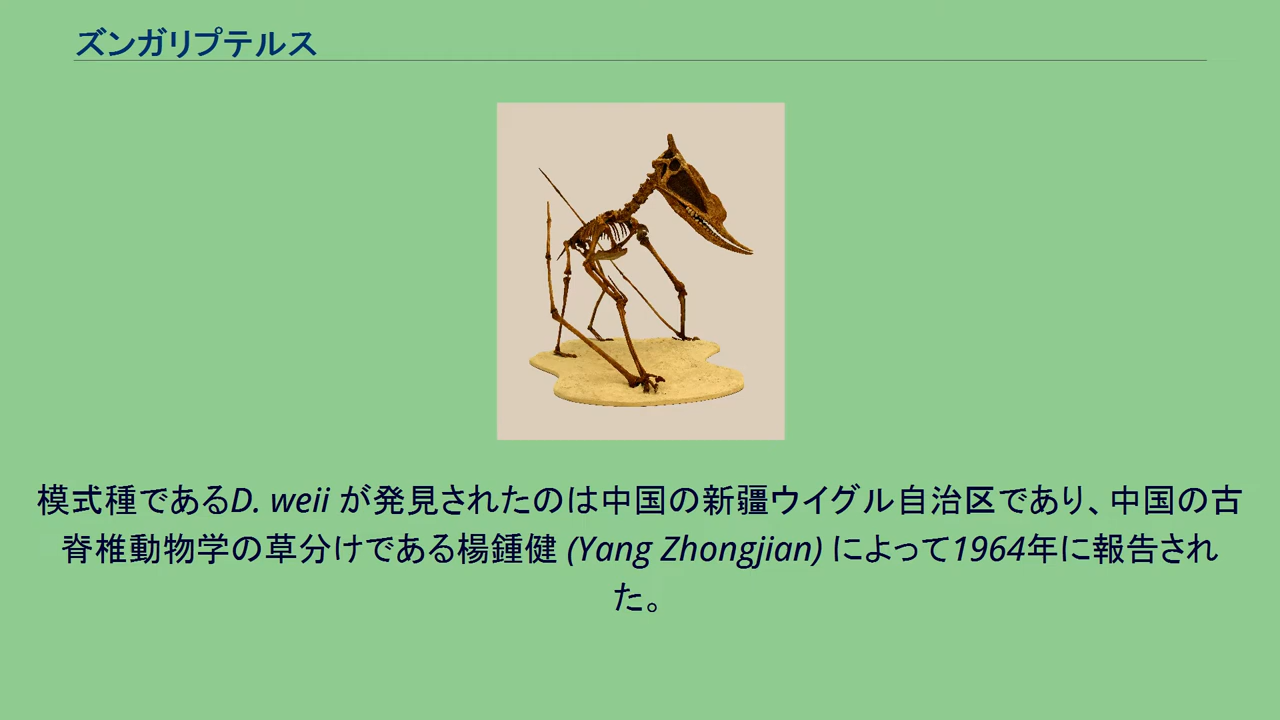 ズンガリプテルス
模式種であるD. weii が発見されたのは中国の新疆ウイグル自治区であり、中国の古
脊椎動物学の草分けである楊鍾健 (Yang Zhongjian) によって1964年に報告され
た。